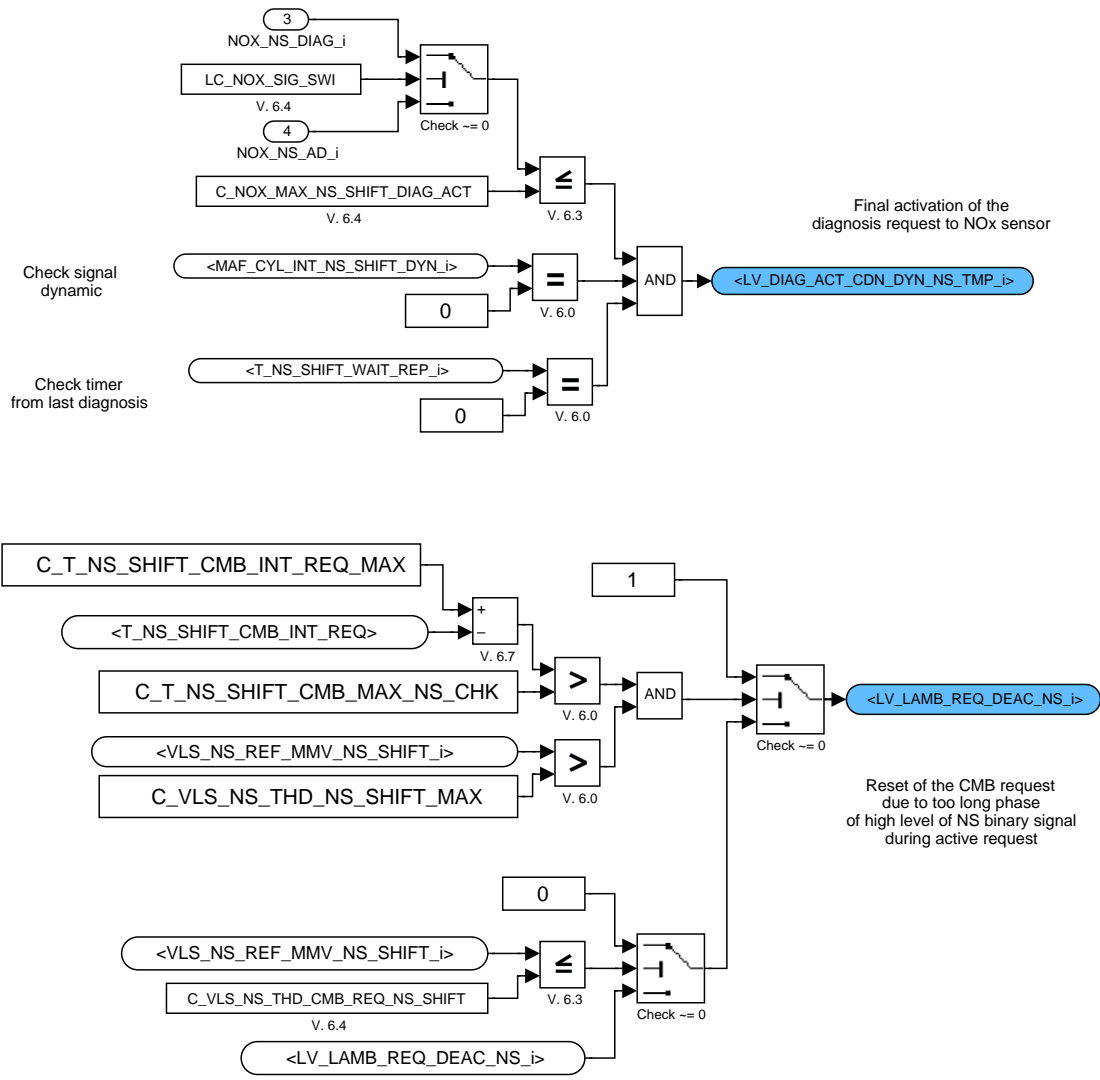 3
NOX_NS_DIAG_i
LC_NOX_SIG_SWI
V. 6.4
4
NOX_NS_AD_i
Check ~= 0
C_NOX_MAX_NS_SHIFT_DIAG_ACT
V. 6.4
≤
V. 6.3
Final activation of the
diagnosis request to NOx sensor
Check signal
dynamic
<MAF_CYL_INT_NS_SHIFT_DYN_i>
0
=
V. 6.0
AND
<LV_DIAG_ACT_CDN_DYN_NS_TMP_i>
Check timer
from last diagnosis
<T_NS_SHIFT_WAIT_REP_i>
0
=
V. 6.0
C_T_NS_SHIFT_CMB_INT_REQ_MAX
<T_NS_SHIFT_CMB_INT_REQ>
+
−
V. 6.7
1
C_T_NS_SHIFT_CMB_MAX_NS_CHK
>
V. 6.0
AND
<VLS_NS_REF_MMV_NS_SHIFT_i>
C_VLS_NS_THD_NS_SHIFT_MAX
>
V. 6.0
Check ~= 0
<LV_LAMB_REQ_DEAC_NS_i>
Reset of the CMB request
due to too long phase
of high level of NS binary signal
during active request
0
<VLS_NS_REF_MMV_NS_SHIFT_i>
C_VLS_NS_THD_CMB_REQ_NS_SHIFT
V. 6.4
≤
V. 6.3
Check ~= 0
<LV_LAMB_REQ_DEAC_NS_i>